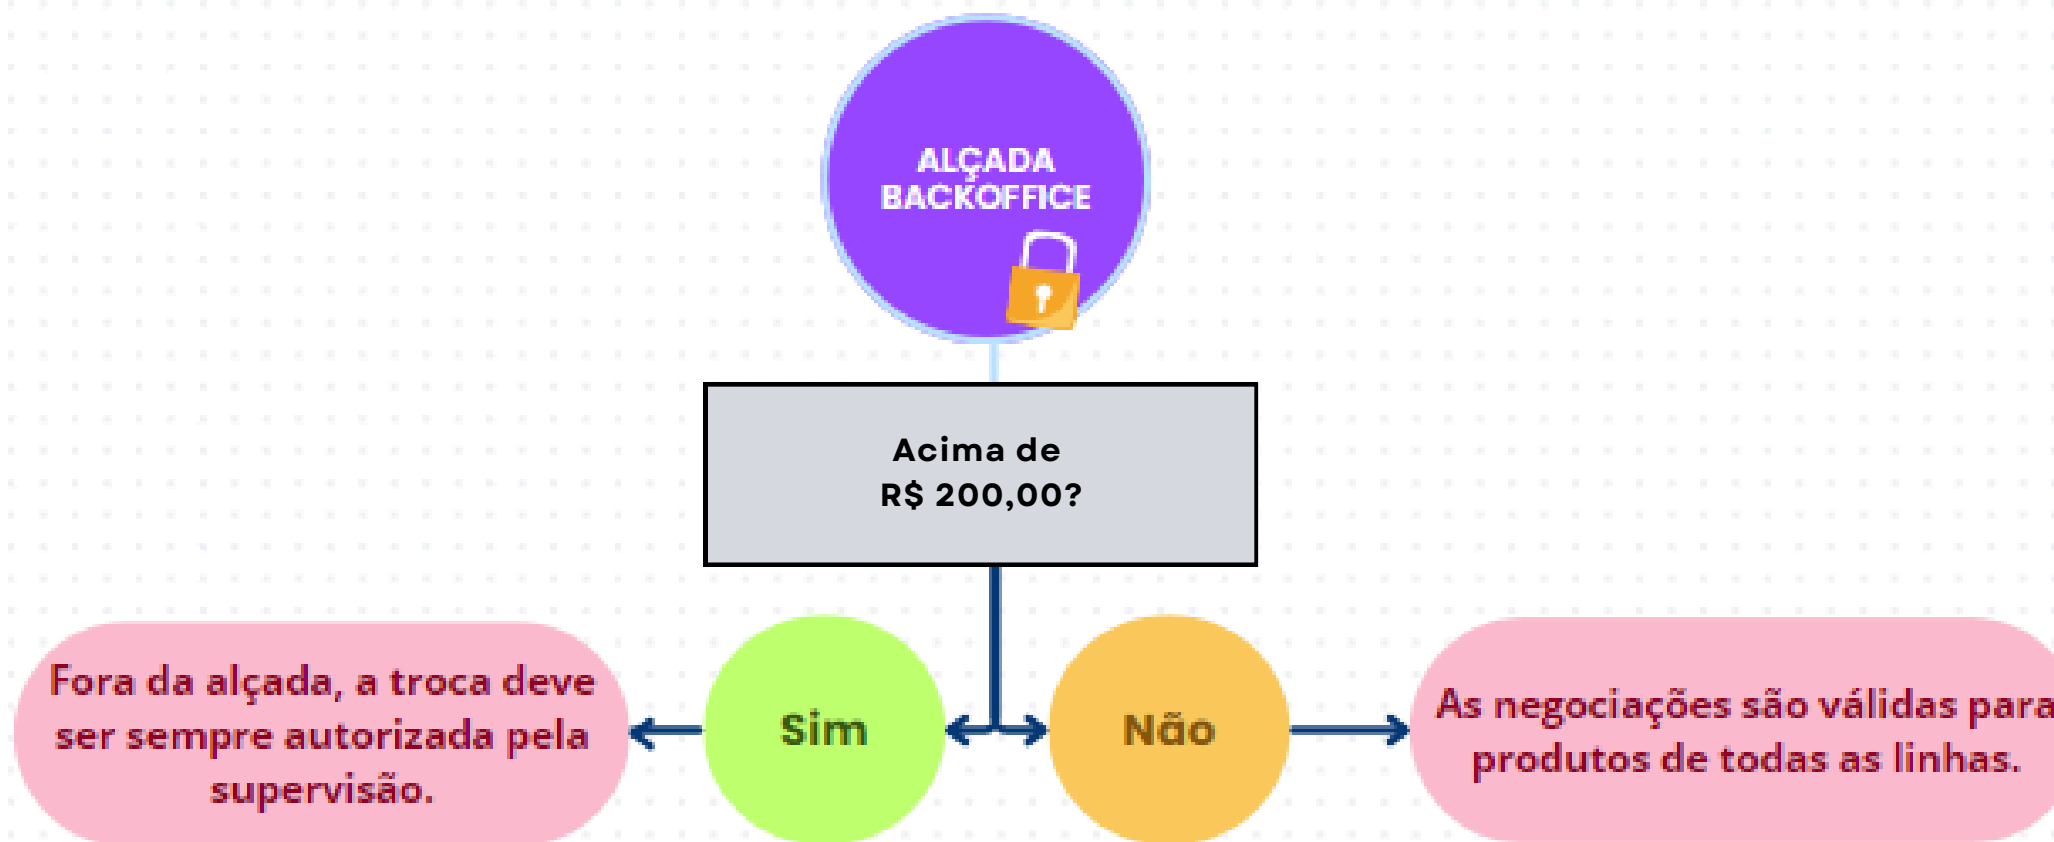 ALÇADA
BACKOFFICE
Acima de
R$ 200,00?
Fora da alçada, a troca deve
ser sempre autorizada pela
supervisão.
Sim
Não
As negociações são válidas para
produtos de todas as linhas.